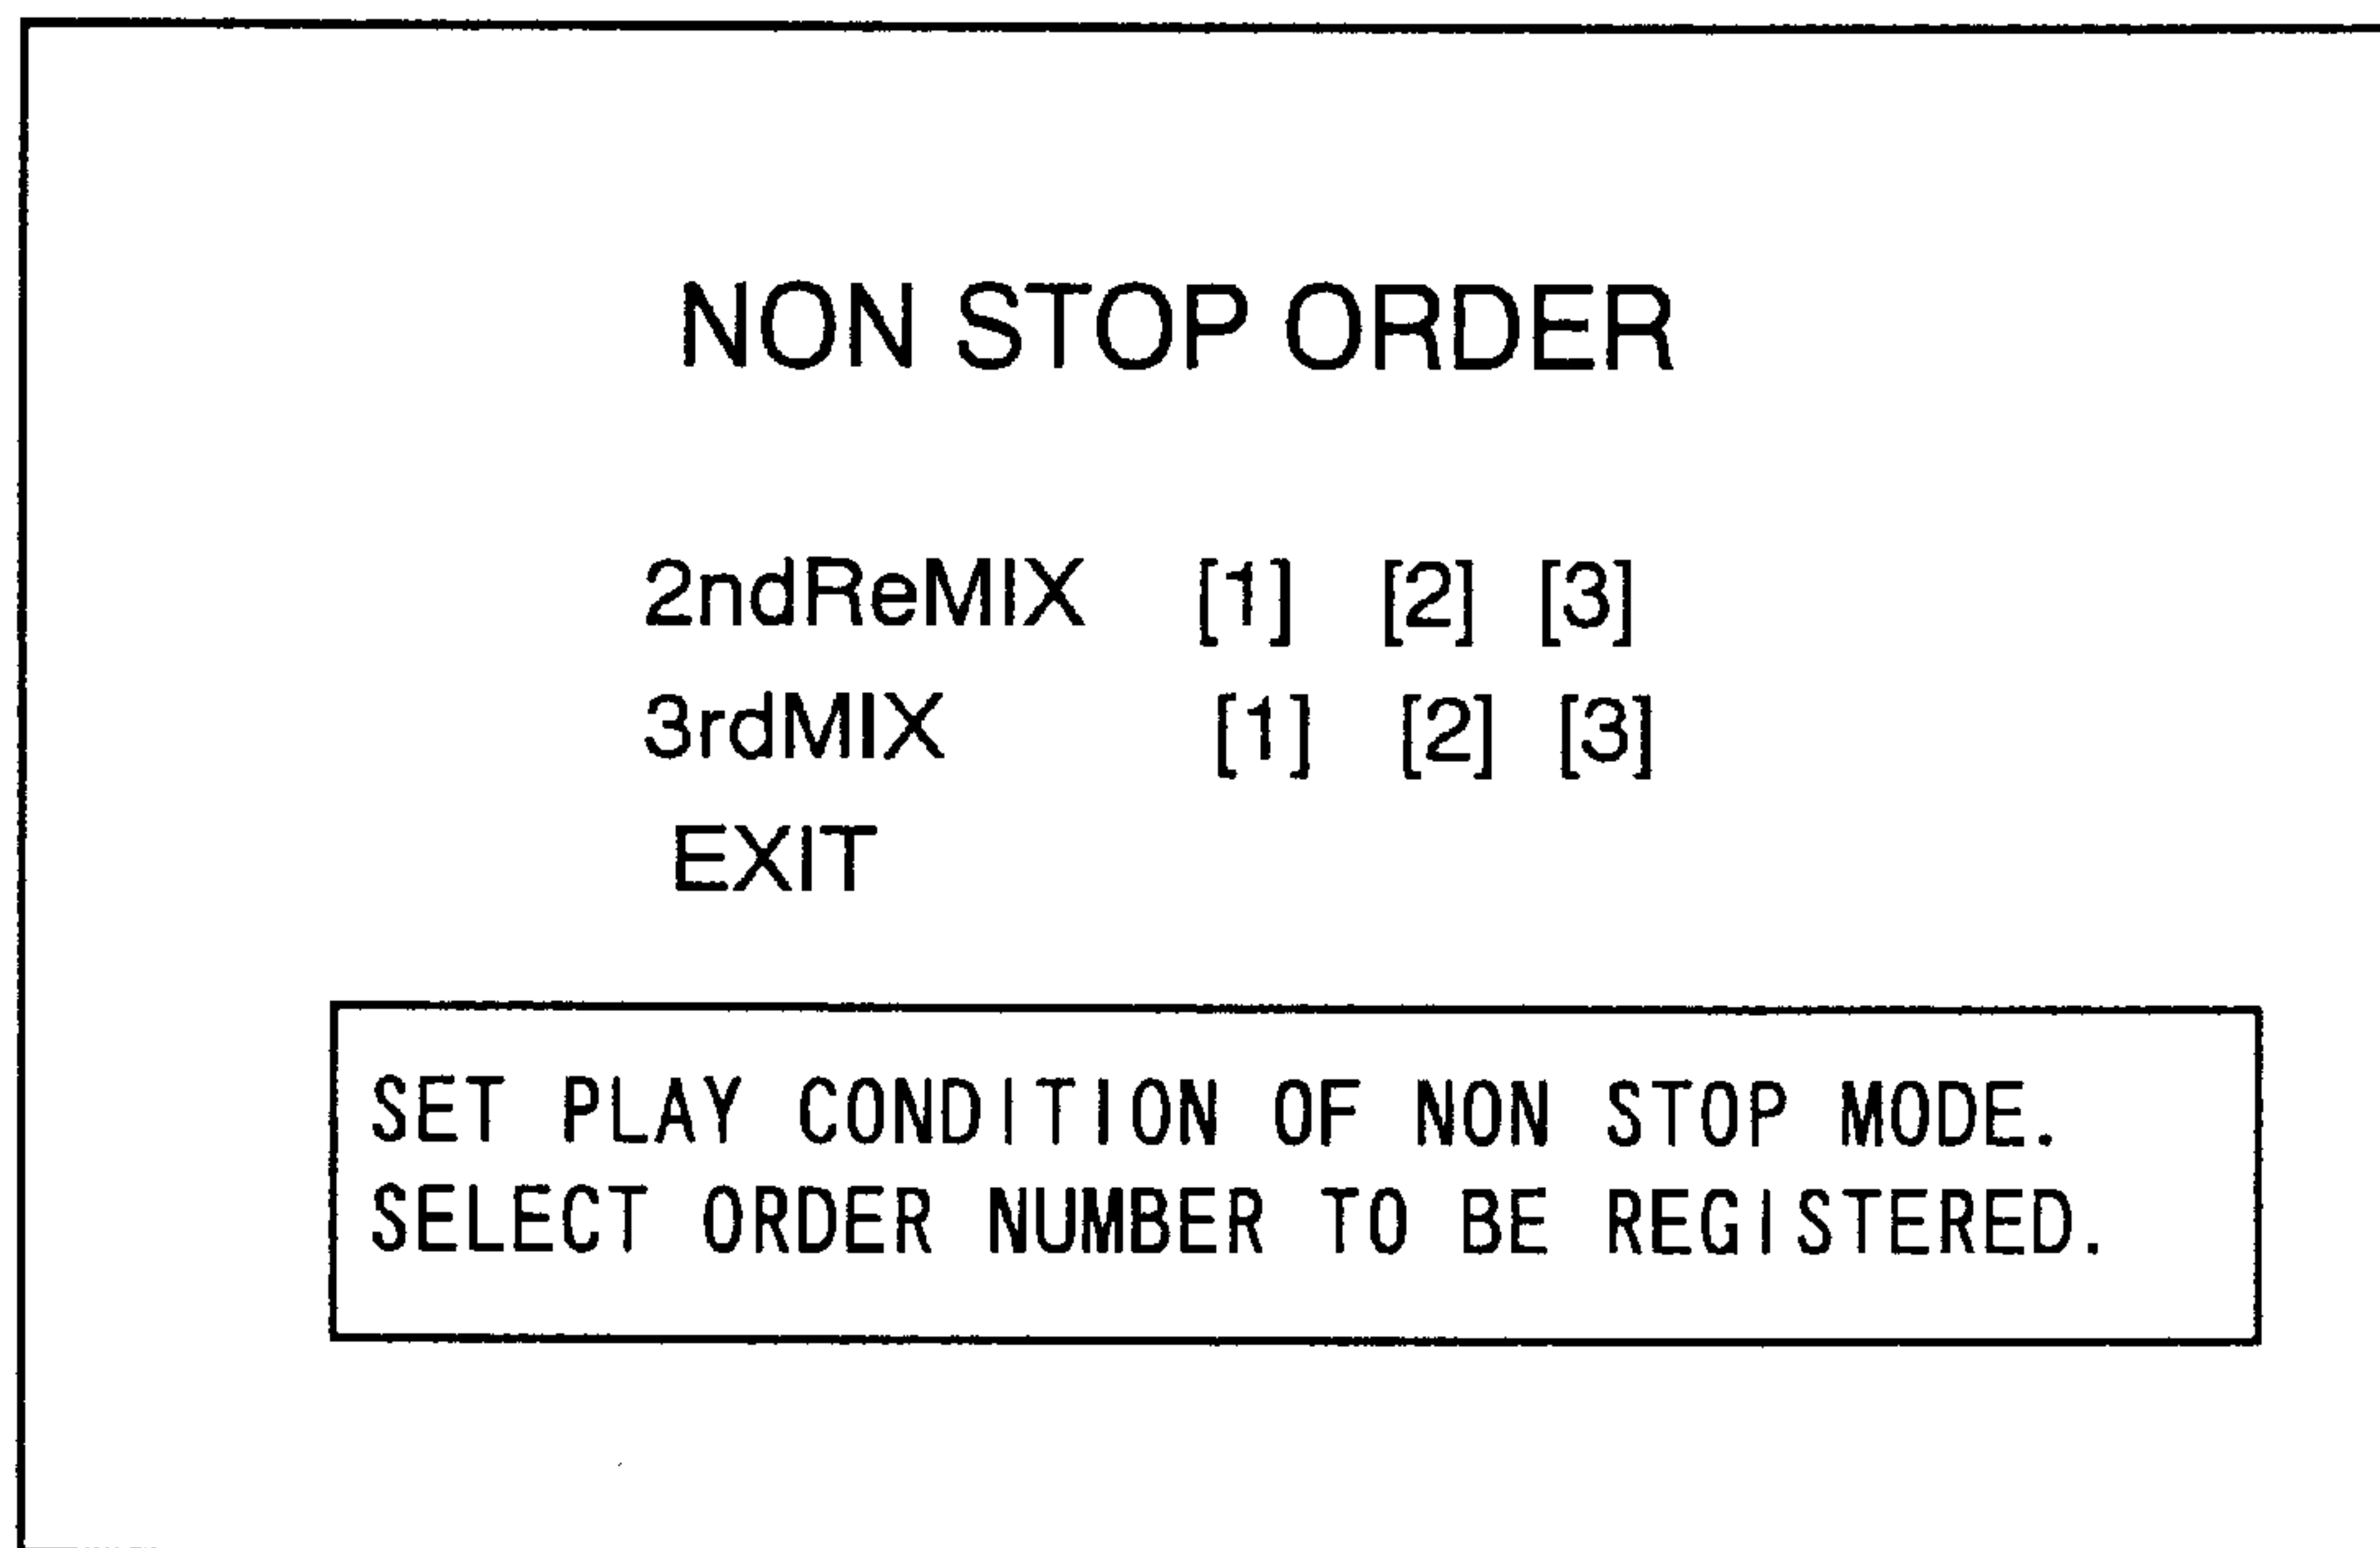 NON STOP ORDER
2ndReMIX [1] [2] [3]
3rdMIX [1] [2] [3]
EXIT
SET PLAY CONDITION OF NON STOP MODE.
SELECT ORDER NUMBER TO BE REGISTERED.